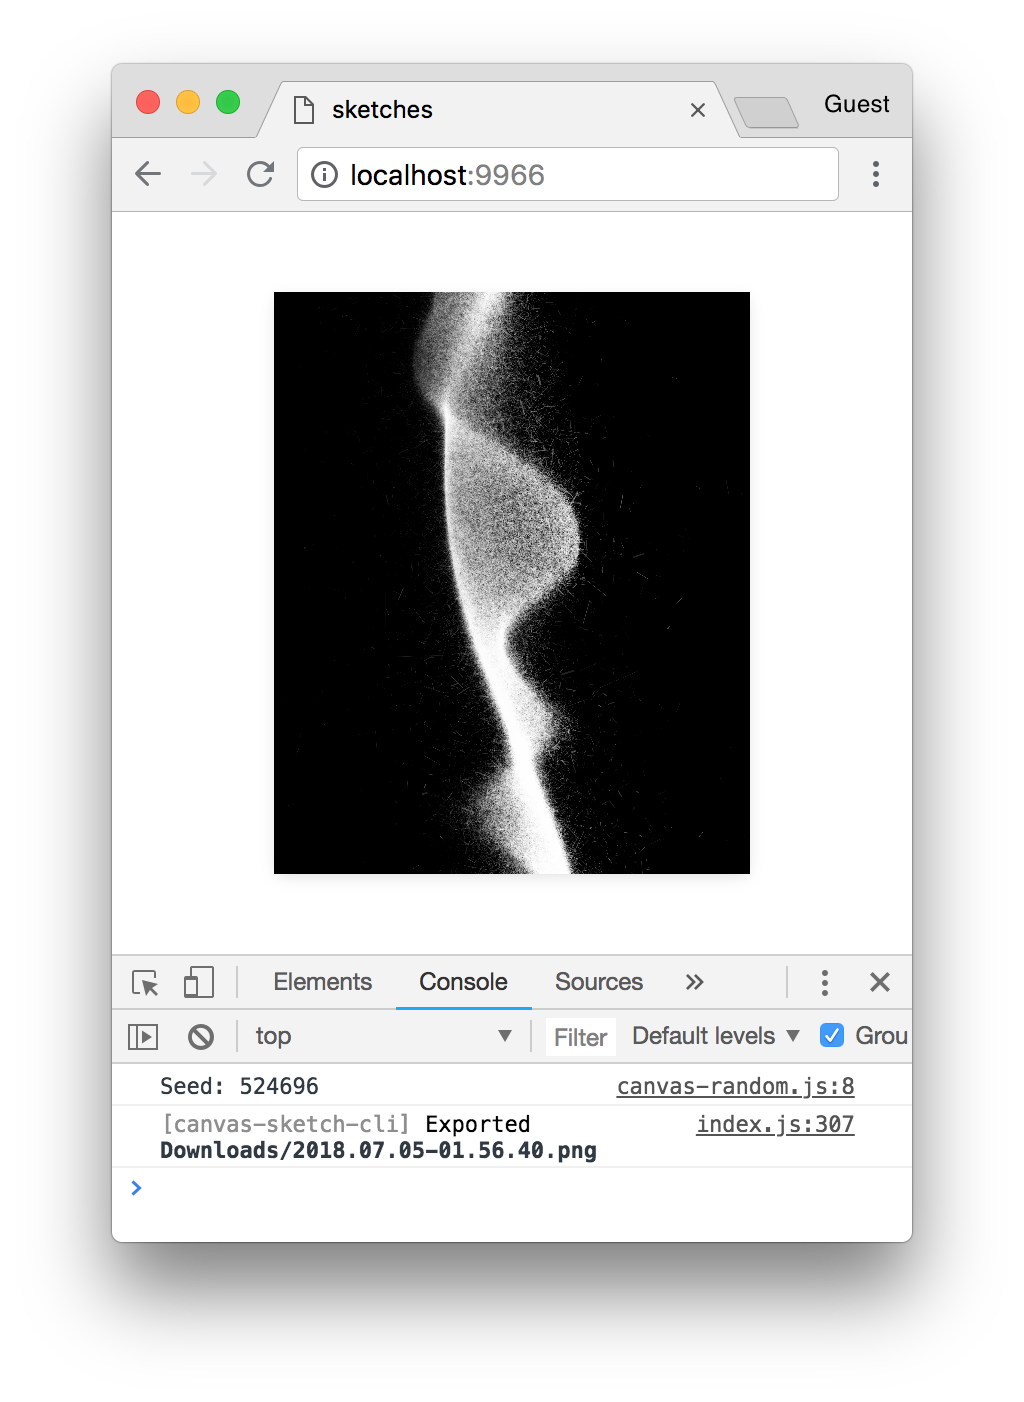 sketches
Guest
localhost:9966
Elements Console Sources
top Filter Default levels Grou
Seed: 524696 canvas-random.js:8
[canvas-sketch-cli] Exported index.js:307
Downloads/2018.07.05-01.56.40.png